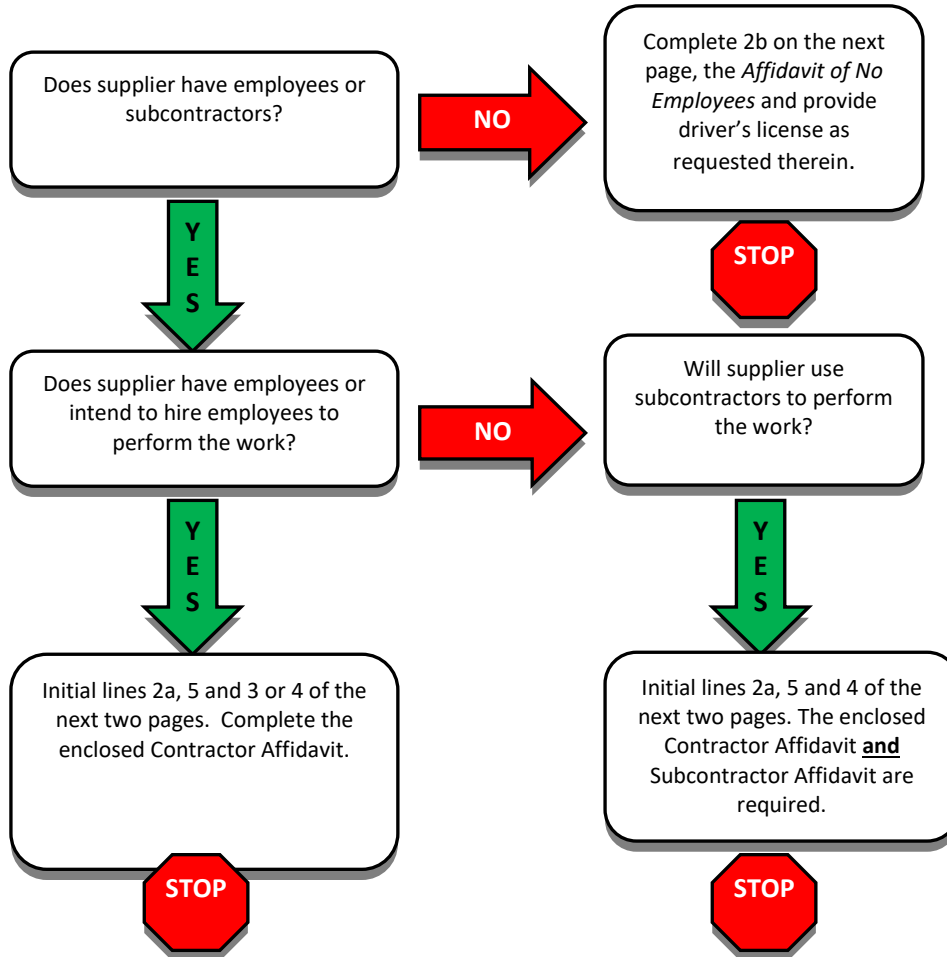 Does supplier have employees or
subcontractors?
NO
Complete 2b on the next
page, the Affidavit of No
Employees and provide
driver’s license as
requested therein.
YES
STOP
Does supplier have employees or
intend to hire employees to
perform the work?
NO
Will supplier use
subcontractors to perform
the work?
YES
YES
Initial lines 2a, 5 and 3 or 4 of the
next two pages.  Complete the
enclosed Contractor Affidavit.
STOP
Initial lines 2a, 5 and 4 of the
next two pages. The enclosed
Contractor Affidavit and
Subcontractor Affidavit are
required.
STOP